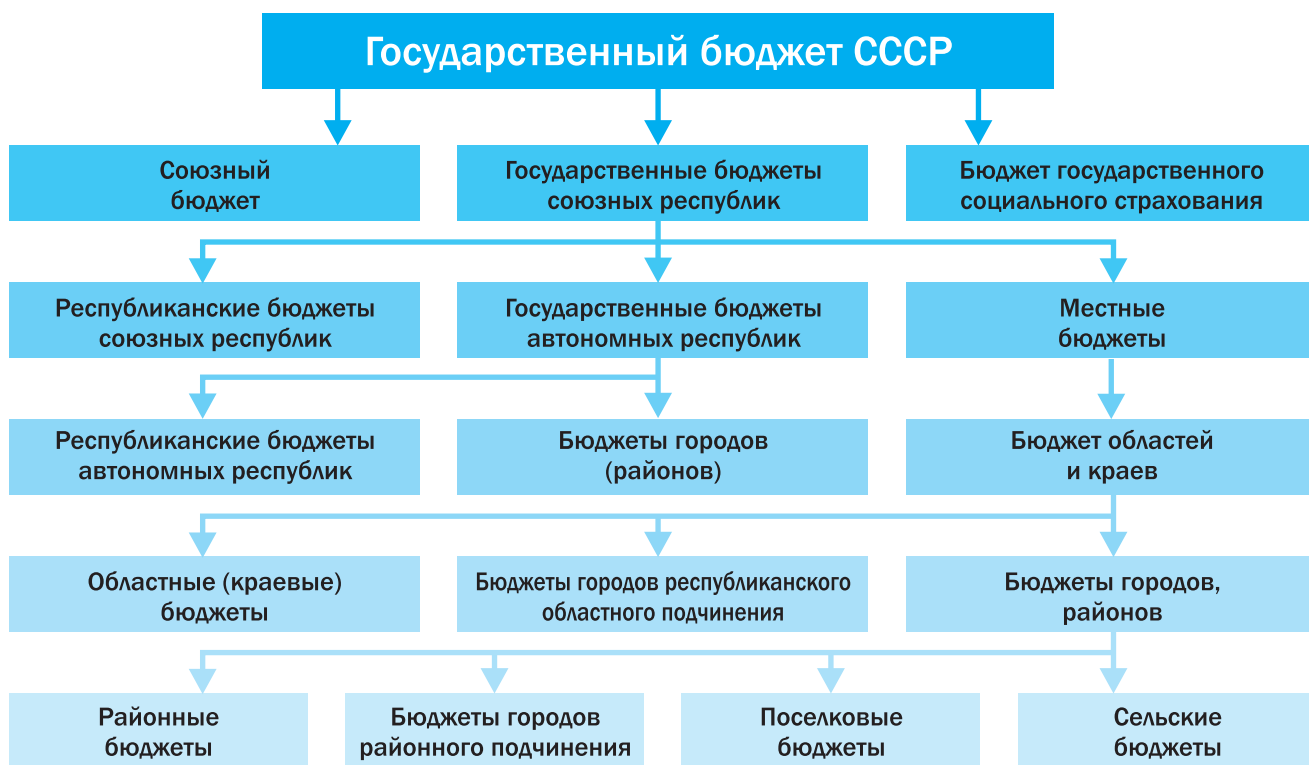 Государственный бюджет СССР
Союзный
бюджет
Государственные бюджеты
союзных республик
Бюджет государственного
социального страхования
Республиканские бюджеты
союзных республик
Государственные бюджеты
автономных республик
Местные
бюджеты
Республиканские бюджеты
автономных республик
Бюджеты городов
(районов)
Бюджет областей
и краев
Областные (краевые)
бюджеты
Бюджеты городов республиканского
областного подчинения
Бюджеты городов,
районов
Районные
бюджеты
Бюджеты городов
районного подчинения
Поселковые
бюджеты
Сельские
бюджеты